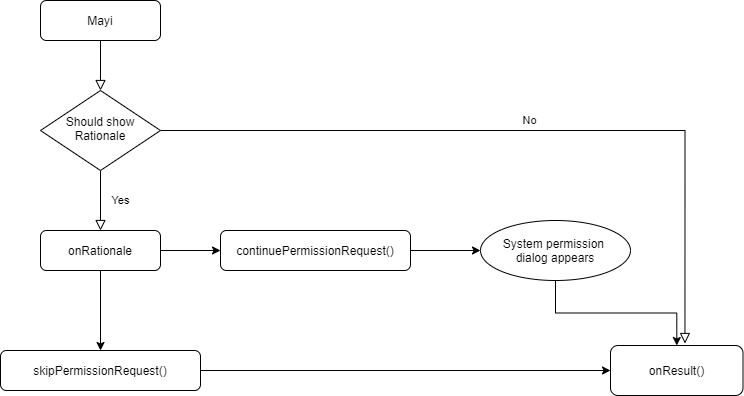 Mayi
Should show
Rationale
No
Yes
onRationale
continuePermissionRequest()
System permission
dialog appears
skipPermissionRequest()
onResult()